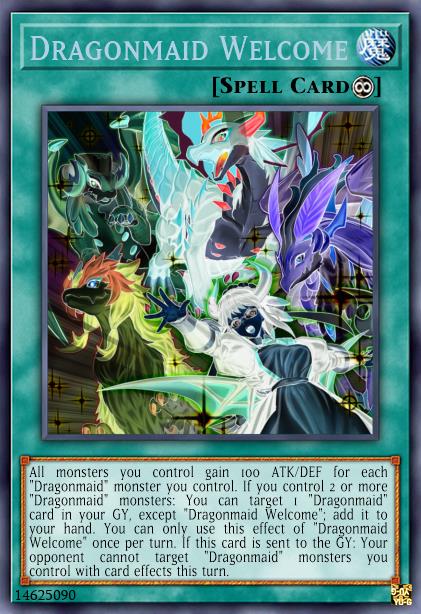 Dragonmaid Welcome
魔
[Spell Card]
All monsters you control gain 100 ATK/DEF for each
"Dragonmaid" monster you control. If you control 2 or more
"Dragonmaid" monsters: You can target 1 "Dragonmaid"
card in your GY, except "Dragonmaid Welcome"; add it to
your hand. You can only use this effect of "Dragonmaid
Welcome" once per turn. If this card is sent to the GY: Your
opponent cannot target "Dragonmaid" monsters you
control with card effects this turn.
14625090